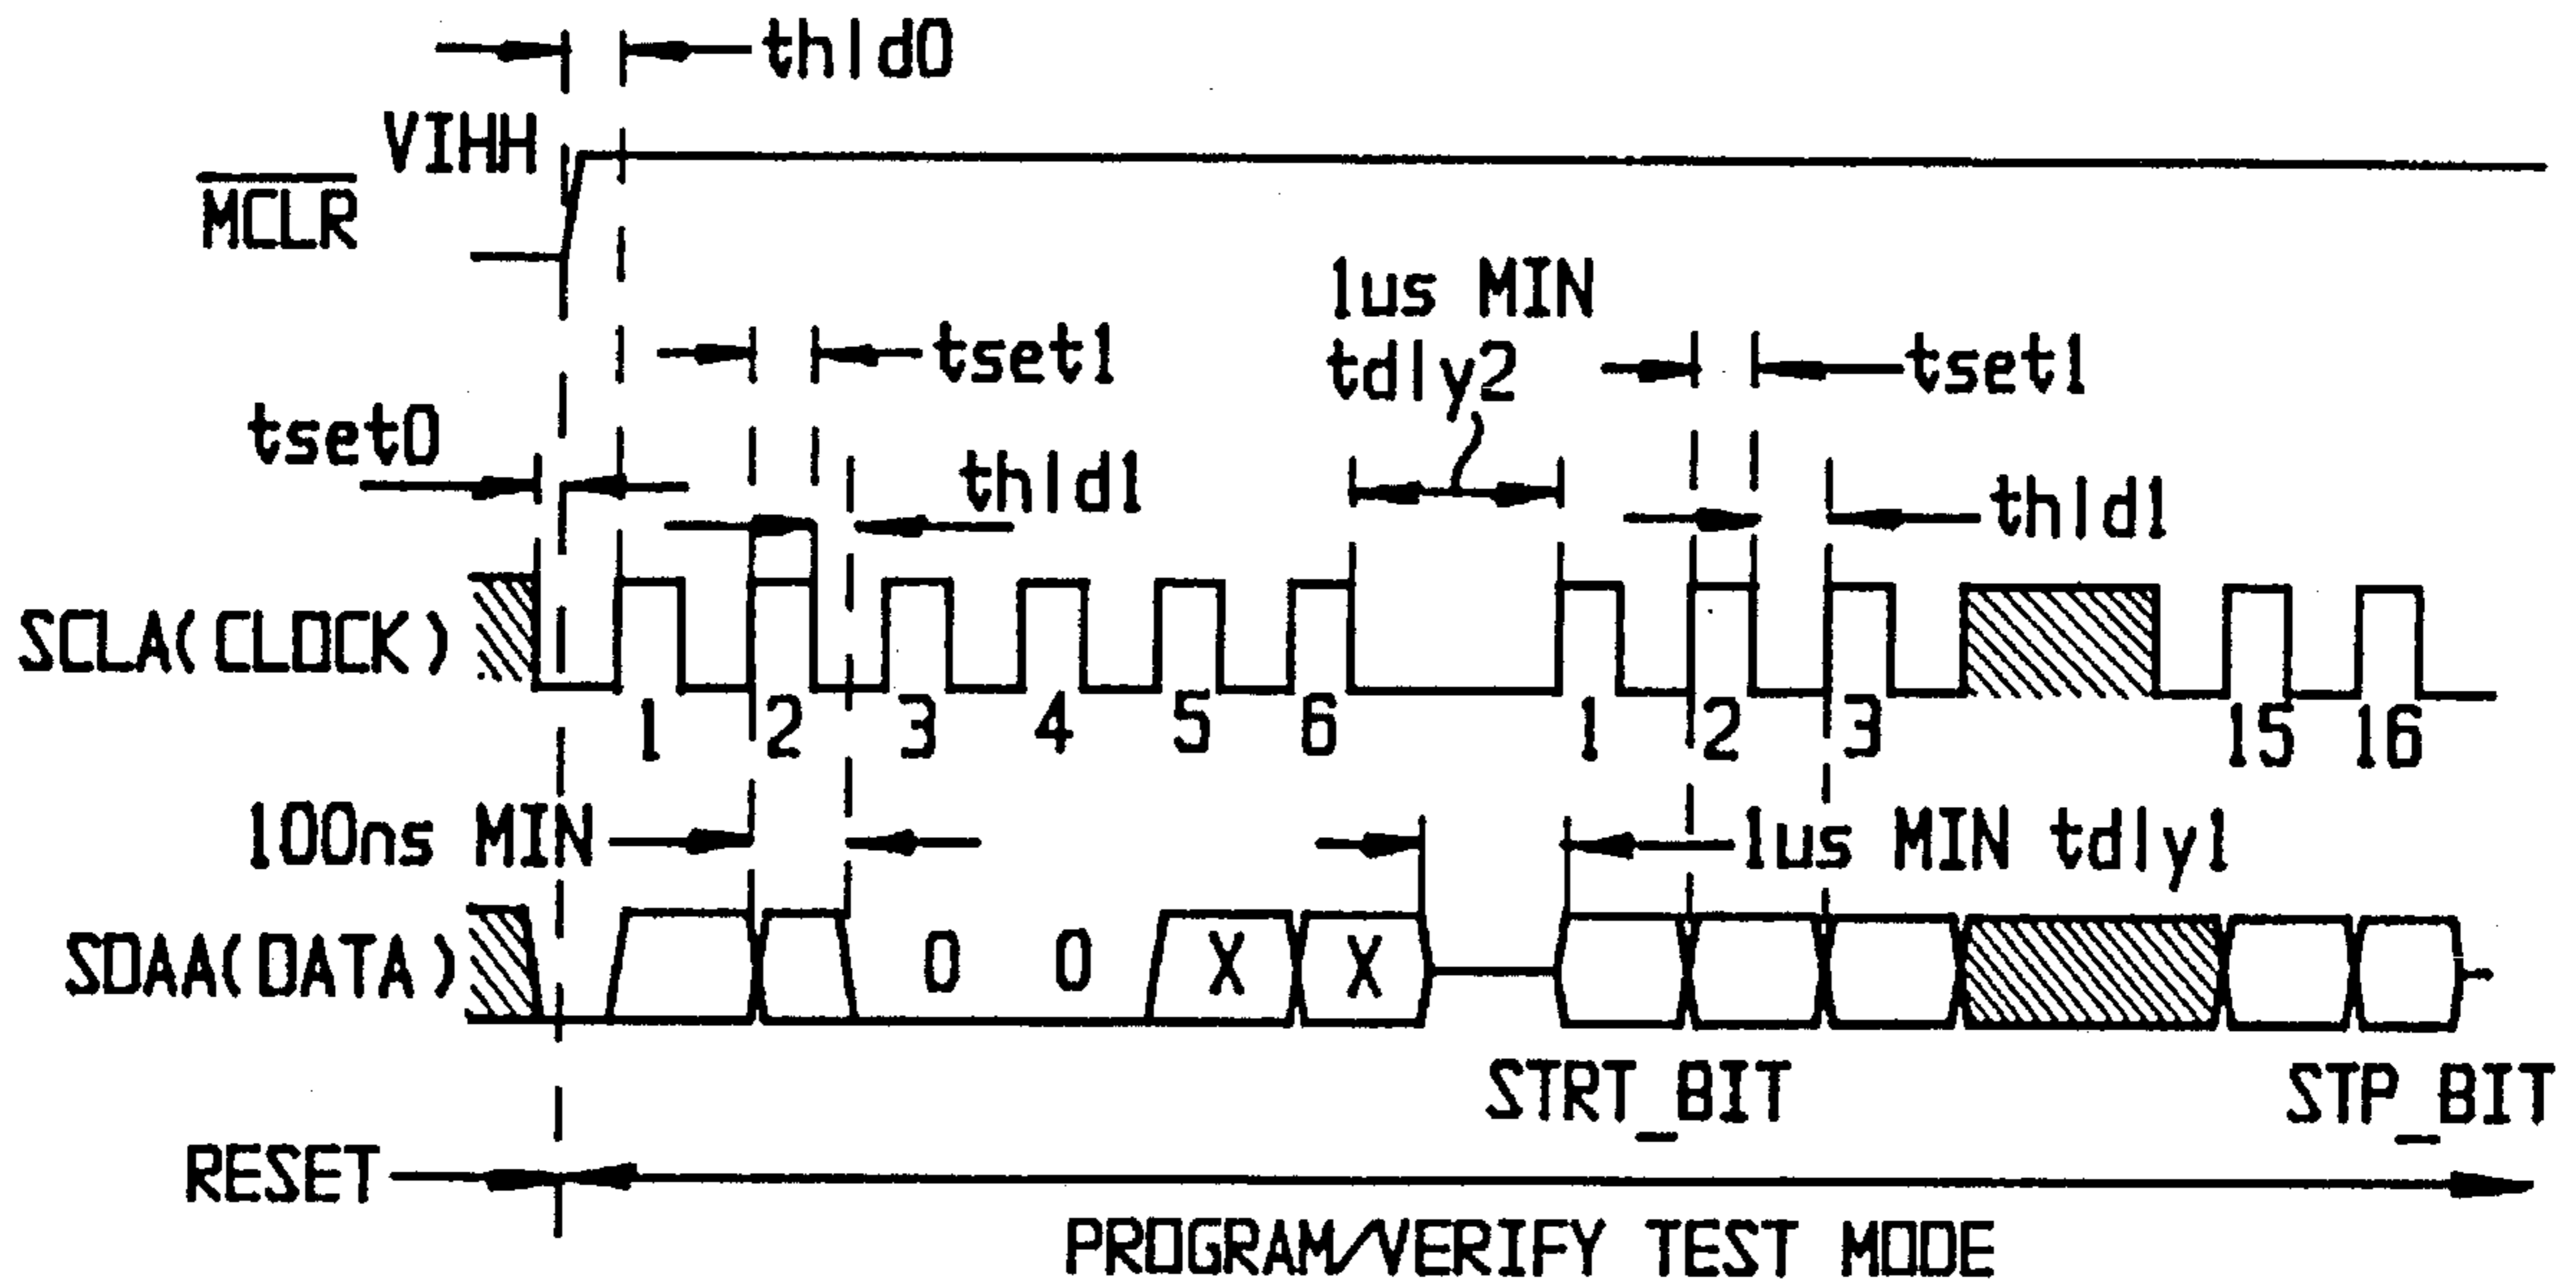 thld0
VIHH
MCLR
1us MIN
tdly2
tset1
tset1
tset0
thld1
thld1
SCLA(CLOCK)
1 2 3 4 5 6 1 2 3 15 16
100ns MIN
1us MIN tdly1
SDAA(DATA)
0 0 X X
STRT_BIT
STP_BIT
RESET
PROGRAM/VERIFY TEST MODE